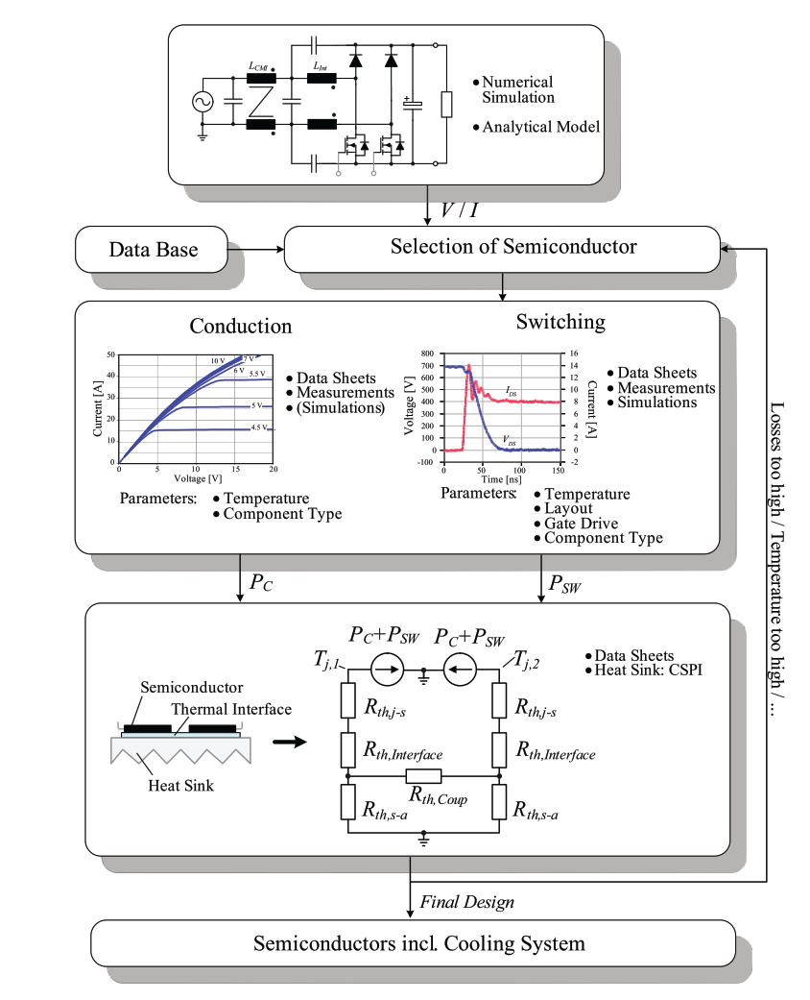 L_CMI
L_Int
+
● Numerical
Simulation
● Analytical Model
V / I
Data Base
Selection of Semiconductor
Conduction
Switching
50
40
30
20
10
0
Current [A]
10 V
7 V
6 V
5.5 V
5 V
4.5 V
0
5
10
15
20
Voltage [V]
● Data Sheets
● Measurements
● (Simulations)
Parameters:
● Temperature
● Component Type
800
700
600
500
400
300
200
100
0
-100
Voltage [V]
I_DS
V_DS
16
14
12
10
8
6
4
2
0
-2
Current [A]
0
50
100
150
Time [ns]
● Data Sheets
● Measurements
● Simulations
Parameters:
● Temperature
● Layout
● Gate Drive
● Component Type
P_C
P_SW
Losses too high / Temperature too high / ...
P_C+P_SW
P_C+P_SW
T_j,1
T_j,2
● Data Sheets
● Heat Sink: CSPI
Semiconductor
Thermal Interface
Heat Sink
R_th,j-s
R_th,j-s
R_th,Interface
R_th,Interface
R_th,Coup
R_th,s-a
R_th,s-a
Final Design
Semiconductors incl. Cooling System